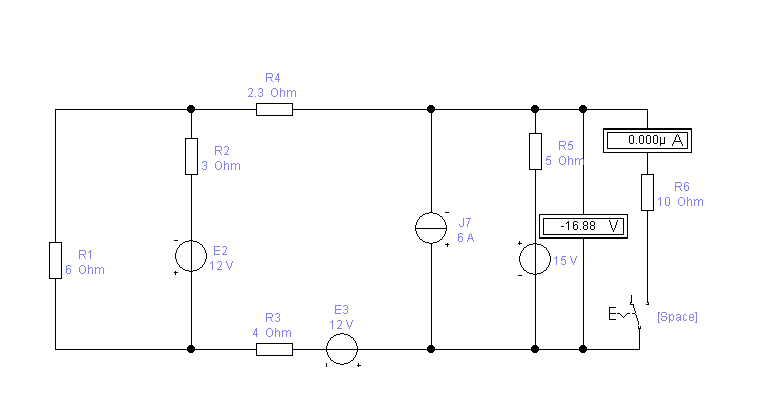 R4
2.3 Ohm
0.000µ A
R2
3 Ohm
R5
5 Ohm
R6
10 Ohm
J7
6 A
-16.88 V
R1
6 Ohm
E2
12 V
15 V
E3
12 V
R3
4 Ohm
[Space]